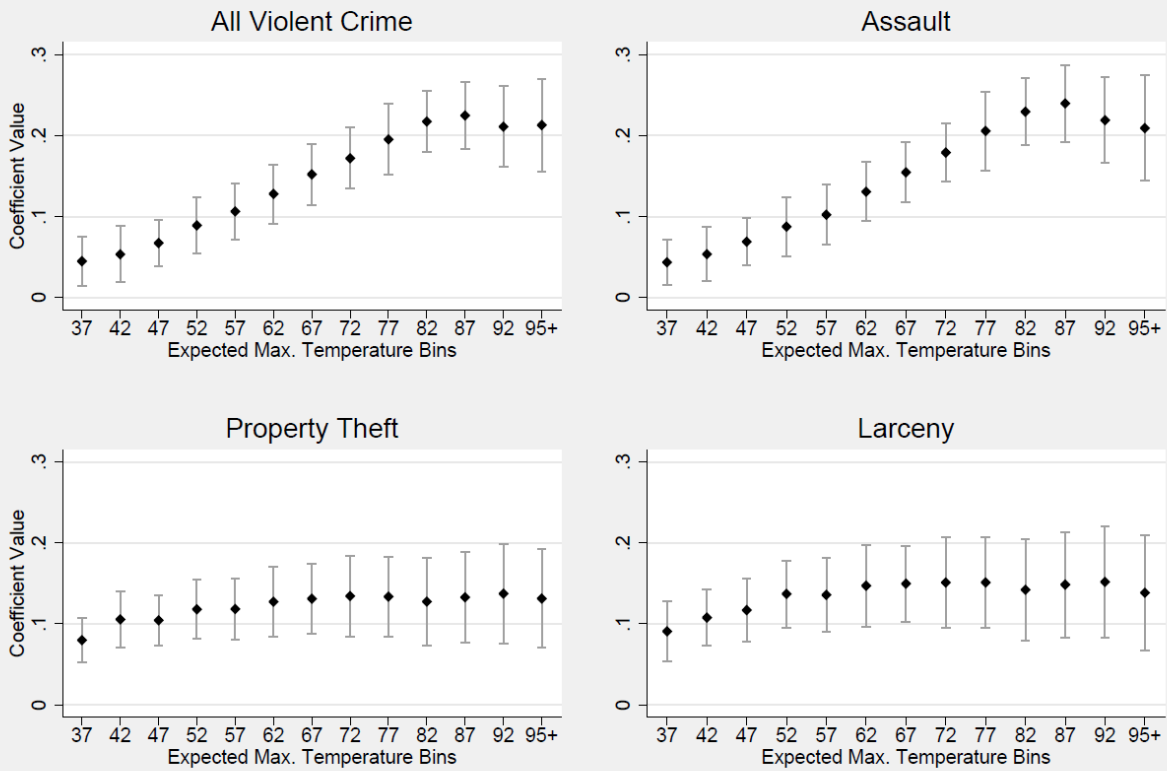 All Violent Crime
Coefficient Value
.3
.2
.1
0
37 42 47 52 57 62 67 72 77 82 87 92 95+
Expected Max. Temperature Bins
Assault
.3
.2
.1
0
37 42 47 52 57 62 67 72 77 82 87 92 95+
Expected Max. Temperature Bins
Property Theft
Coefficient Value
.3
.2
.1
0
37 42 47 52 57 62 67 72 77 82 87 92 95+
Expected Max. Temperature Bins
Larceny
.3
.2
.1
0
37 42 47 52 57 62 67 72 77 82 87 92 95+
Expected Max. Temperature Bins